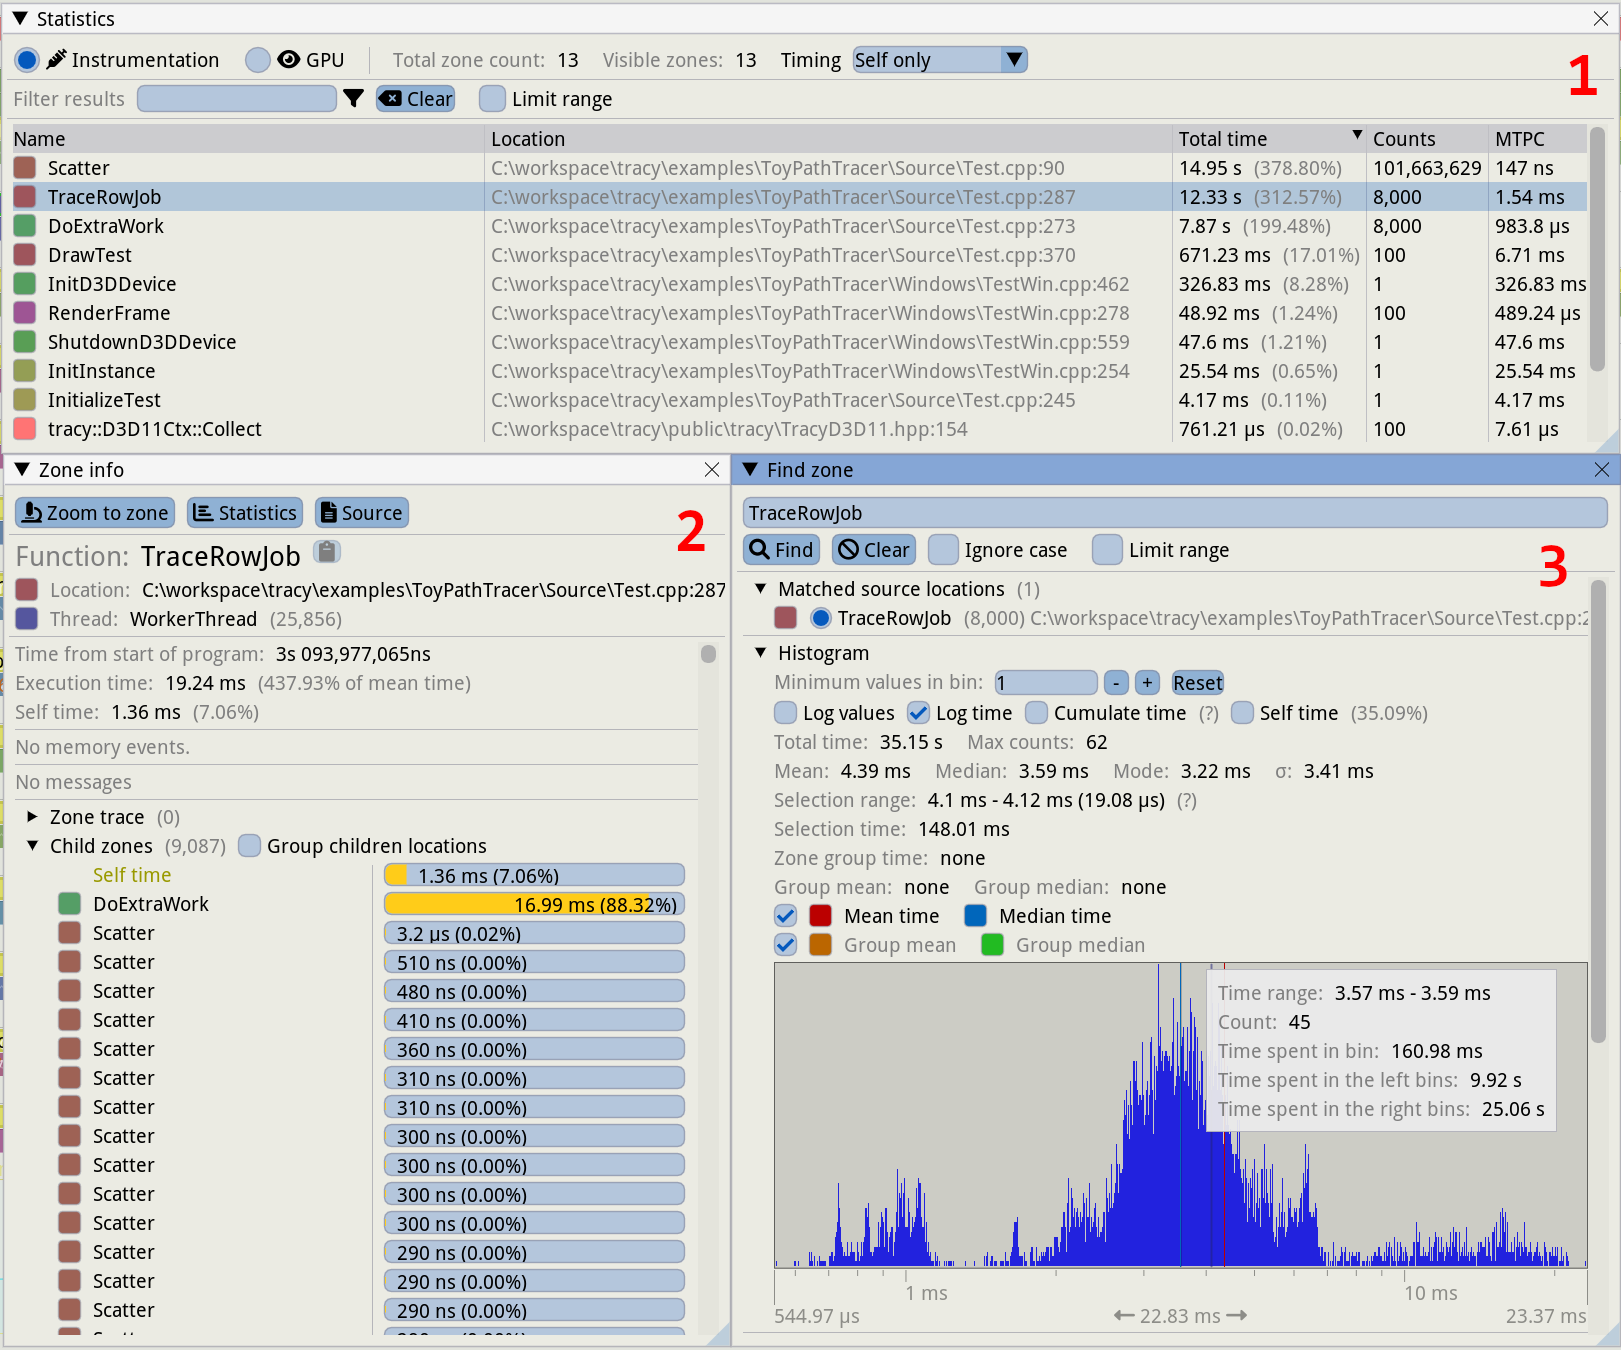 Statistics
Instrumentation GPU Total zone count: 13 Visible zones: 13 Timing Self only
1
Filter results Clear Limit range
Name Location Total time Counts MTPC
Scatter C:\workspace\tracy\examples\ToyPathTracer\Source\Test.cpp:90 14.95 s (378.80%) 101,663,629 147 ns
TraceRowJob C:\workspace\tracy\examples\ToyPathTracer\Source\Test.cpp:287 12.33 s (312.57%) 8,000 1.54 ms
DoExtraWork C:\workspace\tracy\examples\ToyPathTracer\Source\Test.cpp:273 7.87 s (199.48%) 8,000 983.8 µs
DrawTest C:\workspace\tracy\examples\ToyPathTracer\Source\Test.cpp:370 671.23 ms (17.01%) 100 6.71 ms
InitD3DDevice C:\workspace\tracy\examples\ToyPathTracer\Windows\TestWin.cpp:462 326.83 ms (8.28%) 1 326.83 ms
RenderFrame C:\workspace\tracy\examples\ToyPathTracer\Windows\TestWin.cpp:278 48.92 ms (1.24%) 100 489.24 µs
ShutdownD3DDevice C:\workspace\tracy\examples\ToyPathTracer\Windows\TestWin.cpp:559 47.6 ms (1.21%) 1 47.6 ms
InitInstance C:\workspace\tracy\examples\ToyPathTracer\Windows\TestWin.cpp:254 25.54 ms (0.65%) 1 25.54 ms
InitializeTest C:\workspace\tracy\examples\ToyPathTracer\Source\Test.cpp:245 4.17 ms (0.11%) 1 4.17 ms
tracy::D3D11Ctx::Collect C:\workspace\tracy\public\tracy\TracyD3D11.hpp:154 761.21 µs (0.02%) 100 7.61 µs
Zone info
Zoom to zone Statistics Source
2
Function: TraceRowJob
Location: C:\workspace\tracy\examples\ToyPathTracer\Source\Test.cpp:287
Thread: WorkerThread (25,856)
Time from start of program: 3s 093,977,065ns
Execution time: 19.24 ms (437.93% of mean time)
Self time: 1.36 ms (7.06%)
No memory events.
No messages
Zone trace (0)
Child zones (9,087) Group children locations
Self time 1.36 ms (7.06%)
DoExtraWork 16.99 ms (88.32%)
Scatter 3.2 µs (0.02%)
Scatter 510 ns (0.00%)
Scatter 480 ns (0.00%)
Scatter 410 ns (0.00%)
Scatter 360 ns (0.00%)
Scatter 310 ns (0.00%)
Scatter 310 ns (0.00%)
Scatter 300 ns (0.00%)
Scatter 300 ns (0.00%)
Scatter 300 ns (0.00%)
Scatter 300 ns (0.00%)
Scatter 290 ns (0.00%)
Scatter 290 ns (0.00%)
Scatter 290 ns (0.00%)
Find zone
TraceRowJob
Find Clear Ignore case Limit range
3
Matched source locations (1)
TraceRowJob (8,000) C:\workspace\tracy\examples\ToyPathTracer\Source\Test.cpp:2
Histogram
Minimum values in bin: 1 - + Reset
Log values Log time Cumulate time (?) Self time (35.09%)
Total time: 35.15 s Max counts: 62
Mean: 4.39 ms Median: 3.59 ms Mode: 3.22 ms σ: 3.41 ms
Selection range: 4.1 ms - 4.12 ms (19.08 µs) (?)
Selection time: 148.01 ms
Zone group time: none
Group mean: none Group median: none
Mean time Median time
Group mean Group median
Time range: 3.57 ms - 3.59 ms
Count: 45
Time spent in bin: 160.98 ms
Time spent in the left bins: 9.92 s
Time spent in the right bins: 25.06 s
1 ms 10 ms
544.97 µs ← 22.83 ms → 23.37 ms